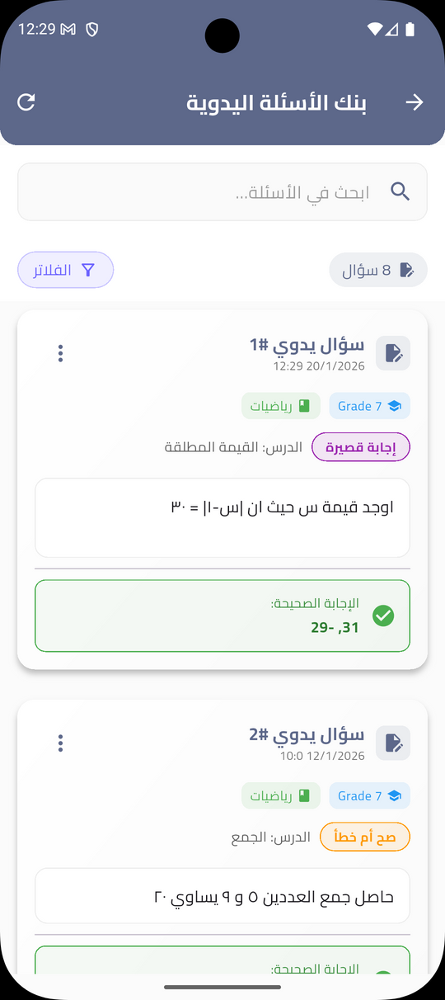 12:29
بنك الأسئلة اليدوية
ابحث في الأسئلة...
8 سؤال
الفلاتر
سؤال يدوي #1
12:29 20/1/2026
Grade 7
رياضيات
إجابة قصيرة
الدرس: القيمة المطلقة
اوجد قيمة س حيث ان |س-١| = ٣٠
الإجابة الصحيحة:
31, -29
سؤال يدوي #2
10:0 12/1/2026
Grade 7
رياضيات
صح أم خطأ
الدرس: الجمع
حاصل جمع العددين ٥ و ٩ يساوي ٢٠
الإجابة الصحيحة: